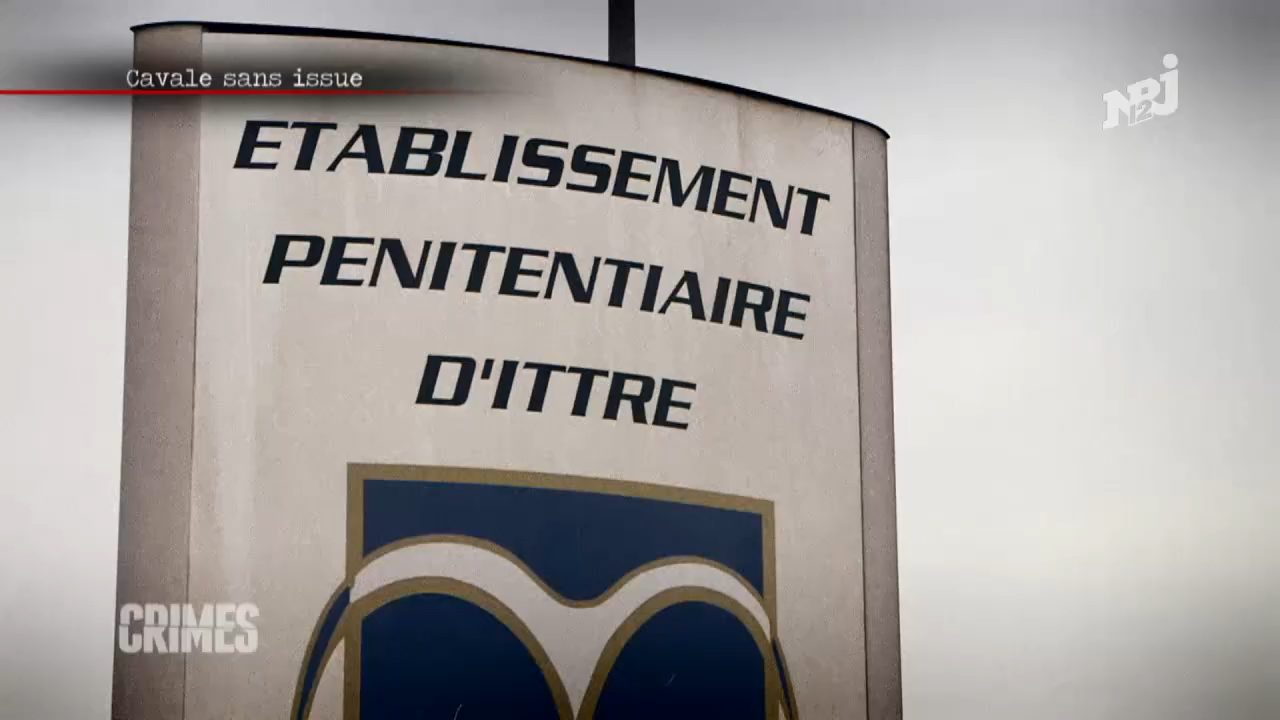 Cavale sans issue
NRJ
12
ETABLISSEMENT
PENITENTIAIRE
D'ITTRE
CRIMES